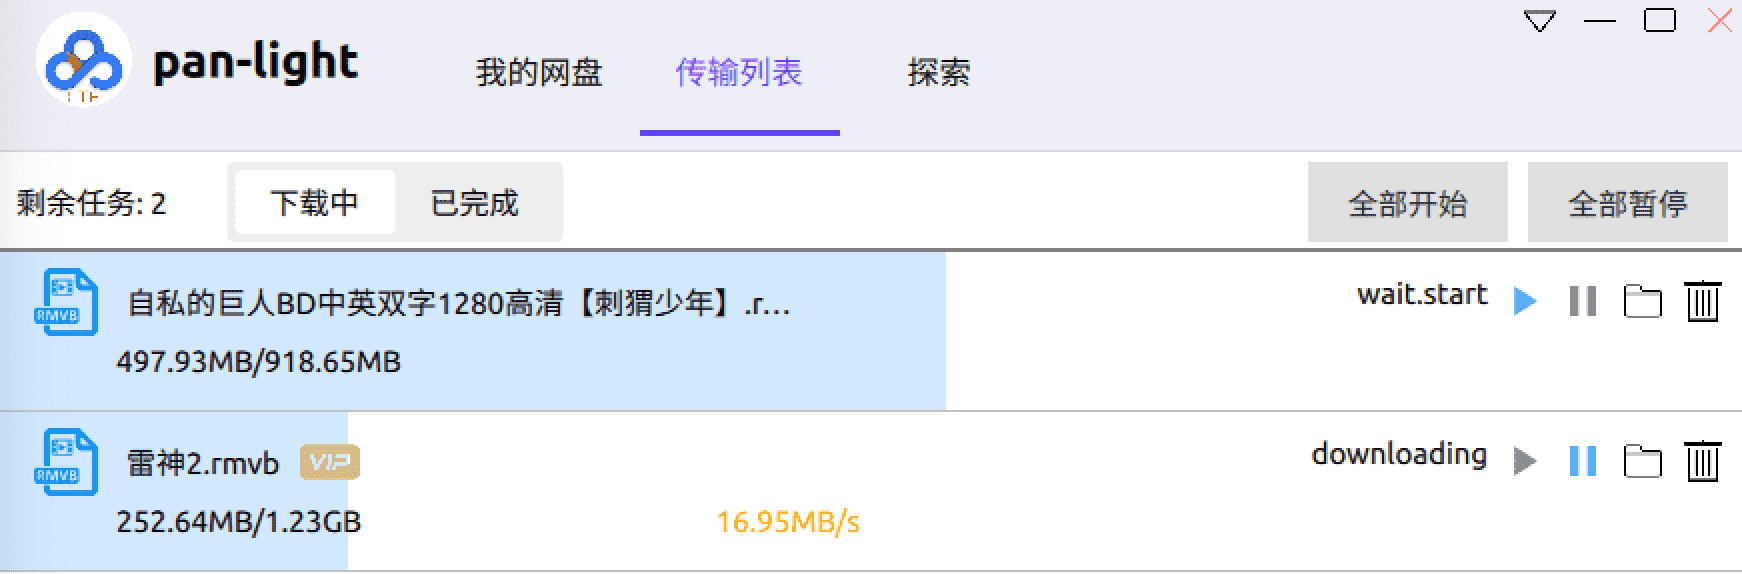 pan-light
我的网盘 传输列表 探索
剩余任务: 2 下载中 已完成 全部开始 全部暂停
RMVB 自私的巨人BD中英双字1280高清【刺猬少年】.r... wait.start
497.93MB/918.65MB
RMVB 雷神2.rmvb VIP downloading
252.64MB/1.23GB 16.95MB/s